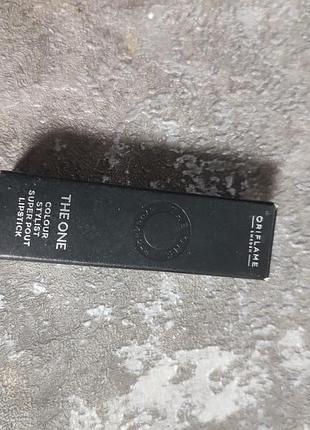 ORIFLAME
SWEDEN
THE ONE
COLOUR
STYLIST
SUPER POUT
LIPSTICK